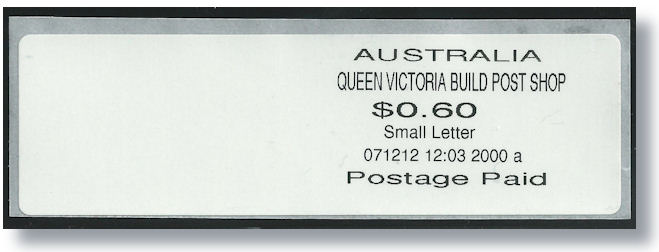 AUSTRALIA
QUEEN VICTORIA BUILD POST SHOP
$0.60
Small Letter
071212 12:03 2000 a
Postage Paid